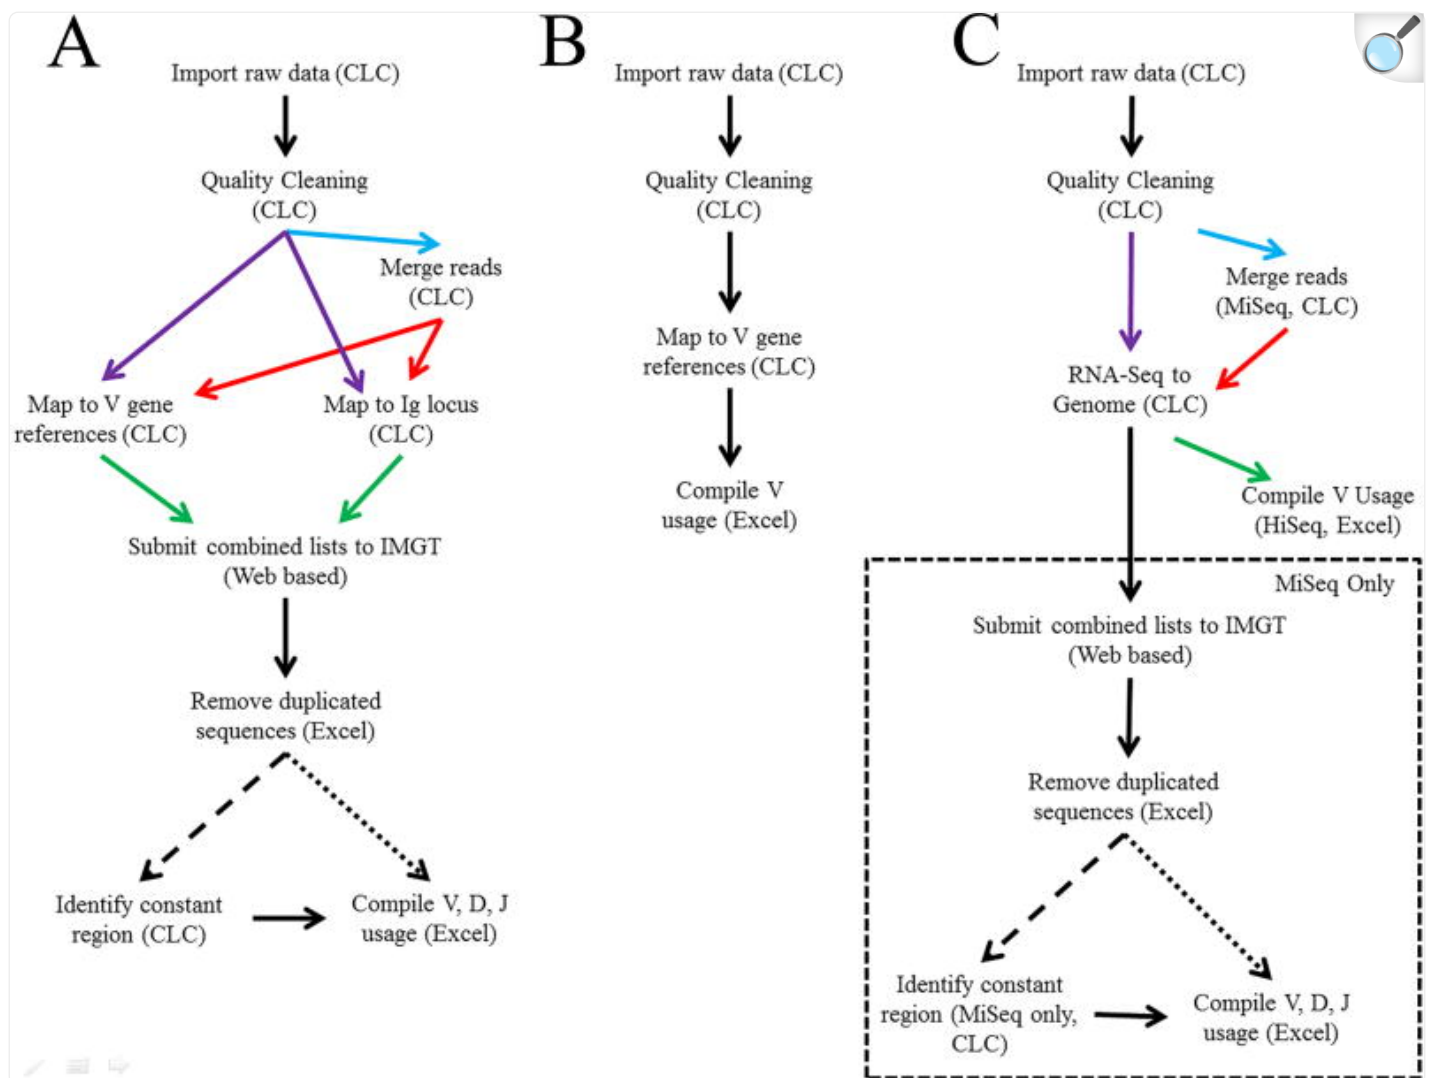 A
Import raw data (CLC)
Quality Cleaning
(CLC)
Merge reads
(CLC)
Map to V gene
references (CLC)
Map to Ig locus
(CLC)
Submit combined lists to IMGT
(Web based)
Remove duplicated
sequences (Excel)
Identify constant
region (CLC)
Compile V, D, J
usage (Excel)
B
Import raw data (CLC)
Quality Cleaning
(CLC)
Map to V gene
references (CLC)
Compile V
usage (Excel)
C
Import raw data (CLC)
Quality Cleaning
(CLC)
Merge reads
(MiSeq, CLC)
RNA-Seq to
Genome (CLC)
Compile V Usage
(HiSeq, Excel)
MiSeq Only
Submit combined lists to IMGT
(Web based)
Remove duplicated
sequences (Excel)
Identify constant
region (MiSeq only,
CLC)
Compile V, D, J
usage (Excel)